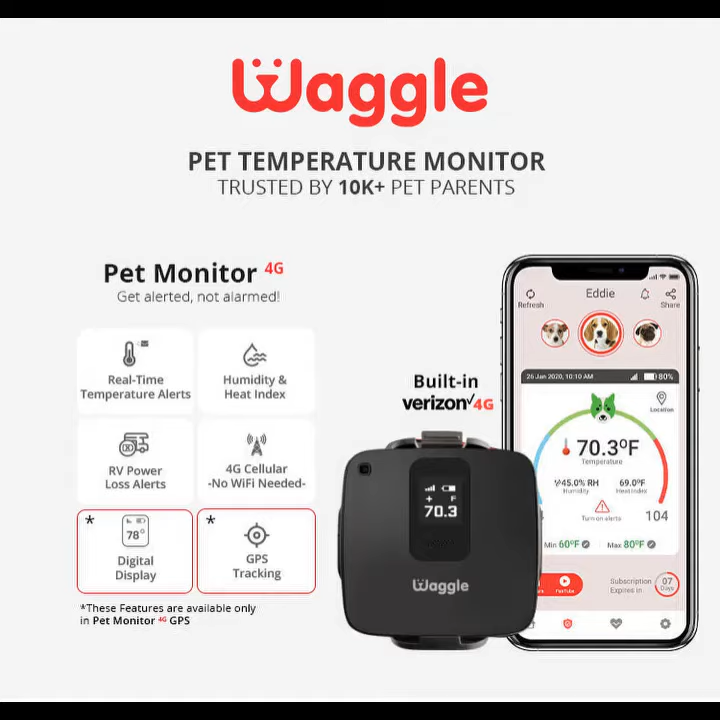 Waggle
PET TEMPERATURE MONITOR
TRUSTED BY 10K+ PET PARENTS
Pet Monitor 4G
Get alerted, not alarmed!
Real-Time
Temperature Alerts
Humidity &
Heat Index
RV Power
Loss Alerts
4G Cellular
-No WiFi Needed-
*
78°
Digital
Display
*
GPS
Tracking
*These Features are available only
in Pet Monitor 4G GPS
Built-in
verizon✓4G
+ F
70.3
Waggle
Eddie
Refresh
Share
26 Jan 2020, 10:10 AM
80%
Location
70.3°F
Temperature
45.0% RH
Humidity
69.0°F
Heat Index
Turn on alerts
104
Min 60°F
Max 80°F
YouTube
Subscription
Expires in
07
Days